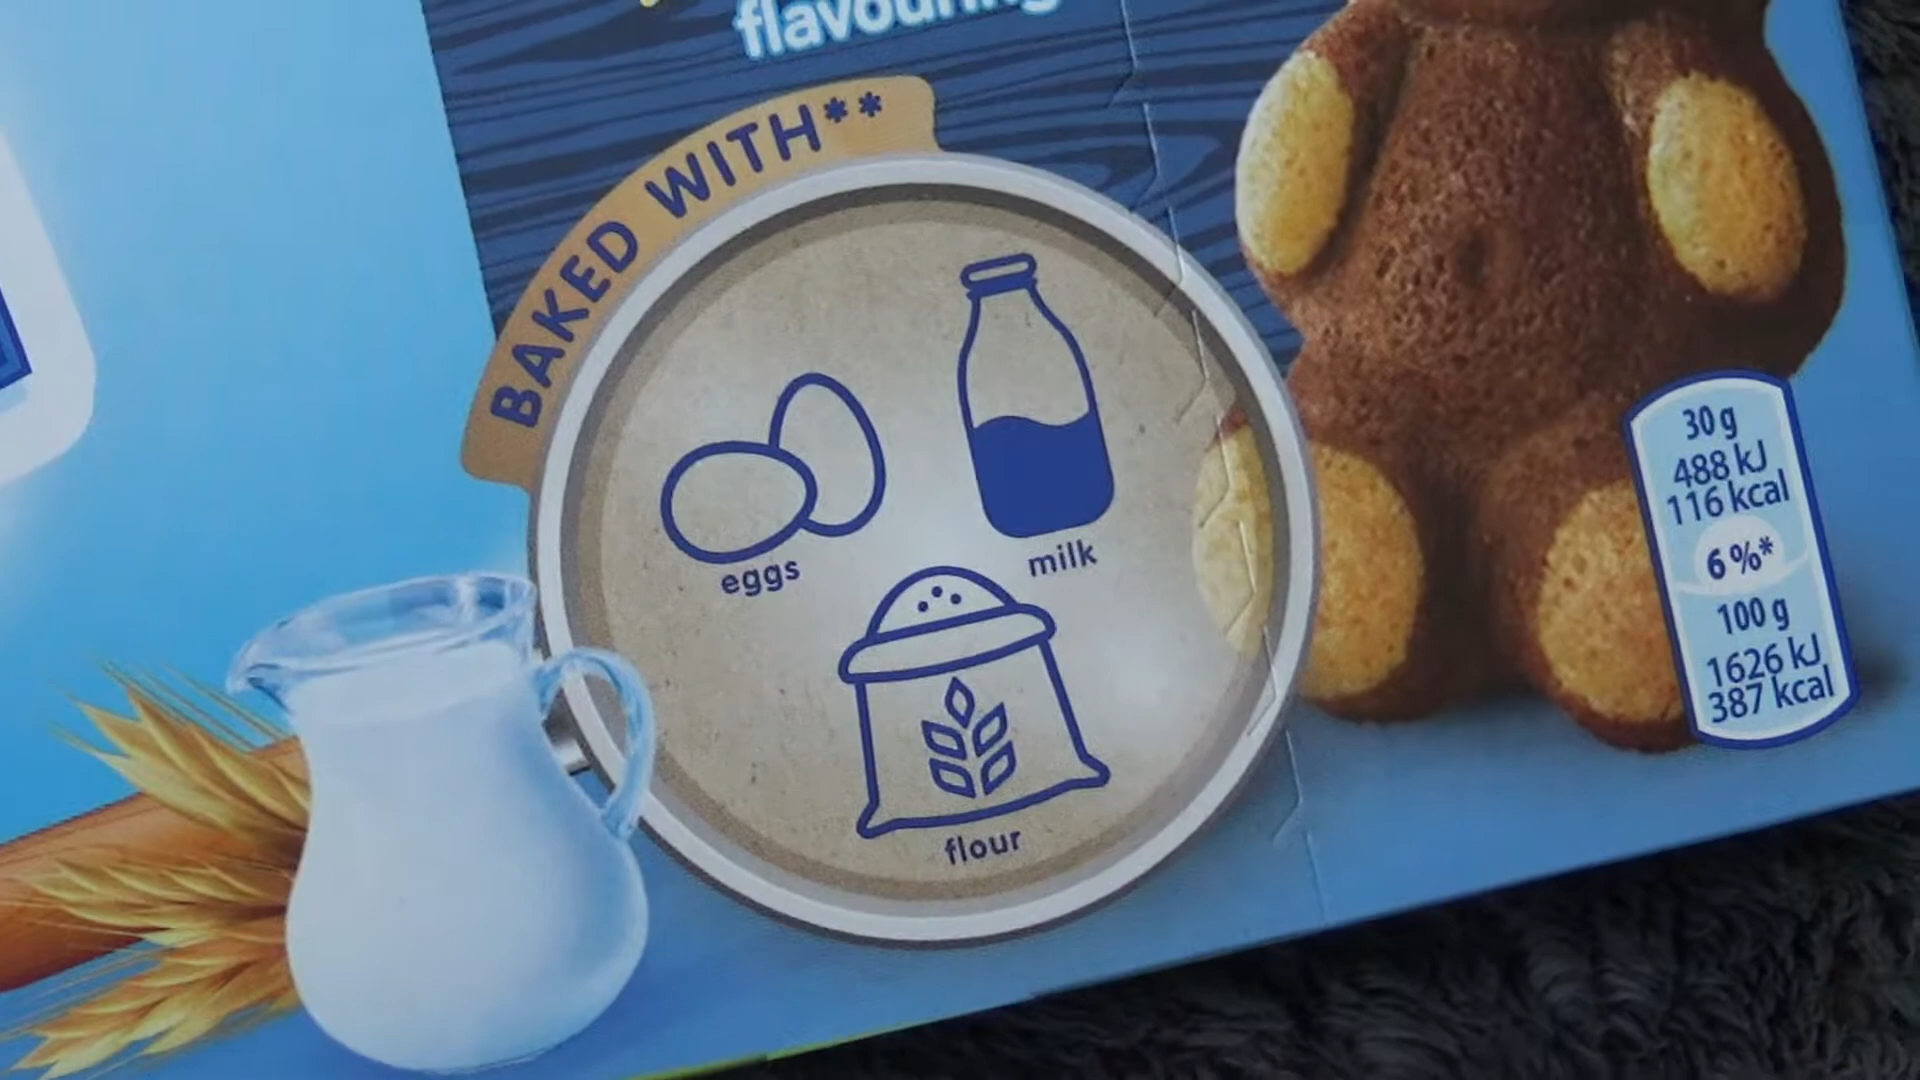 flavouring
BAKED WITH**
eggs
milk
flour
30 g
488 kJ
116 kcal
6 %*
100 g
1626 kJ
387 kcal